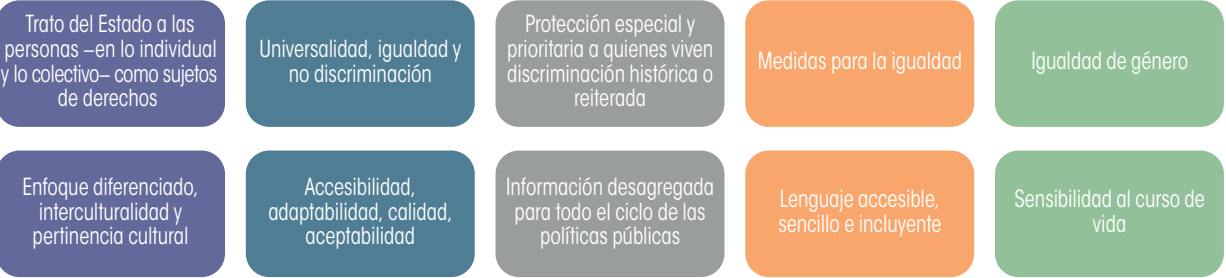 Trato del Estado a las
personas –en lo individual
y lo colectivo– como sujetos
de derechos
Universalidad, igualdad y
no discriminación
Protección especial y
prioritaria a quienes viven
discriminación histórica o
reiterada
Medidas para la igualdad
Igualdad de género
Enfoque diferenciado,
interculturalidad y
pertinencia cultural
Accesibilidad,
adaptabilidad, calidad,
aceptabilidad
Información desagregada
para todo el ciclo de las
políticas públicas
Lenguaje accesible,
sencillo e incluyente
Sensibilidad al curso de
vida